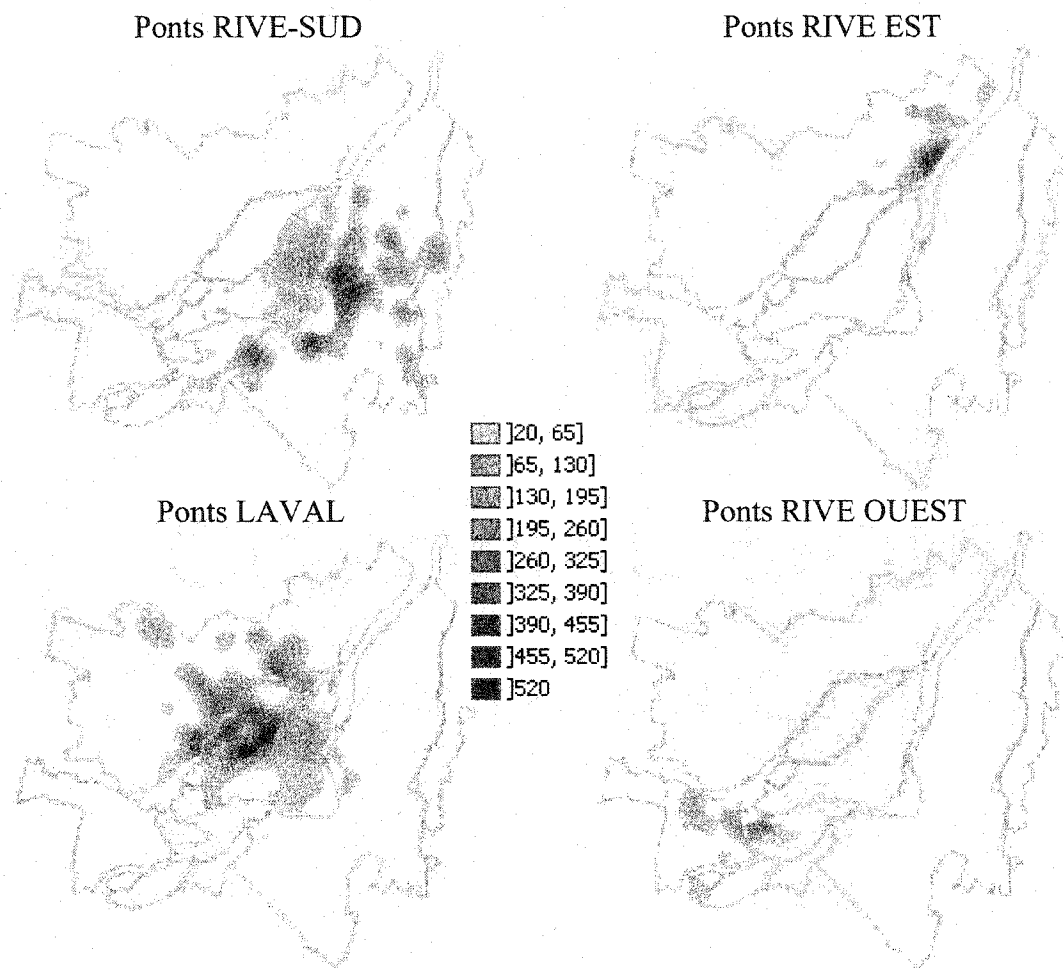 Ponts RIVE-SUD
Ponts RIVE EST
]20, 65]
]65, 130]
]130, 195]
]195, 260]
]260, 325]
]325, 390]
]390, 455]
]455, 520]
]520
Ponts LAVAL
Ponts RIVE OUEST